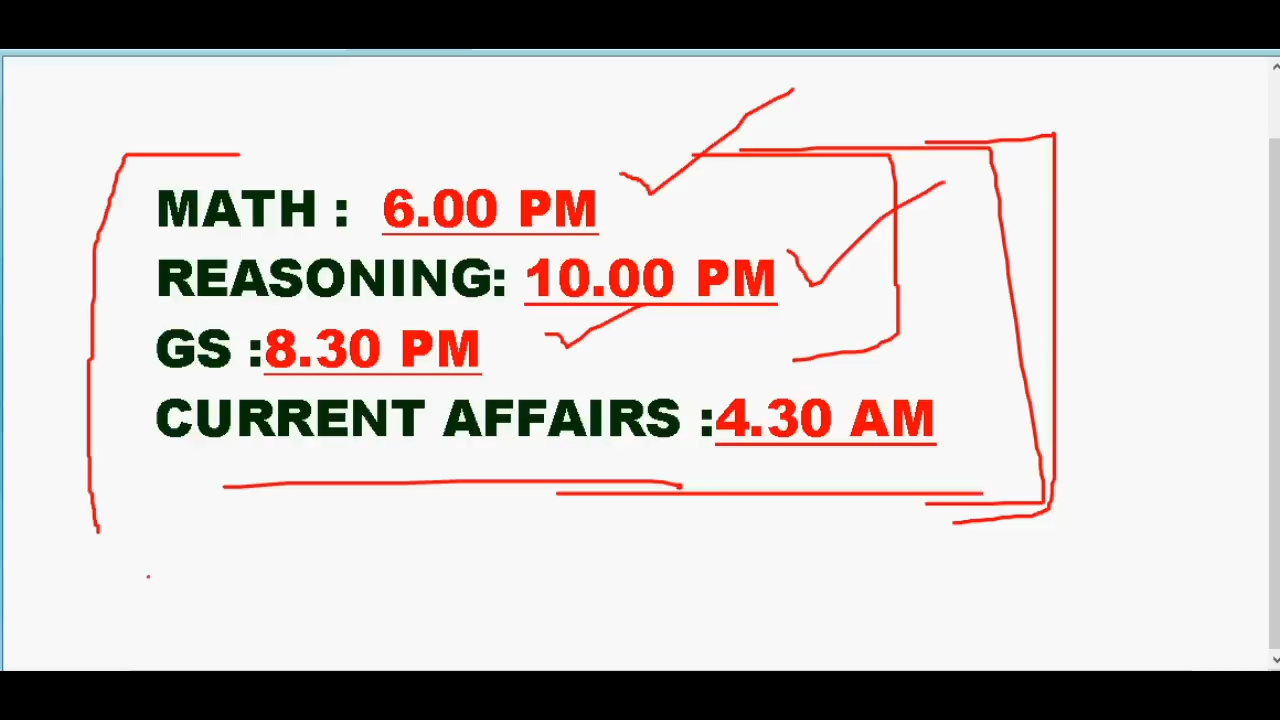 MATH : 6.00 PM
REASONING: 10.00 PM
GS :8.30 PM
CURRENT AFFAIRS :4.30 AM